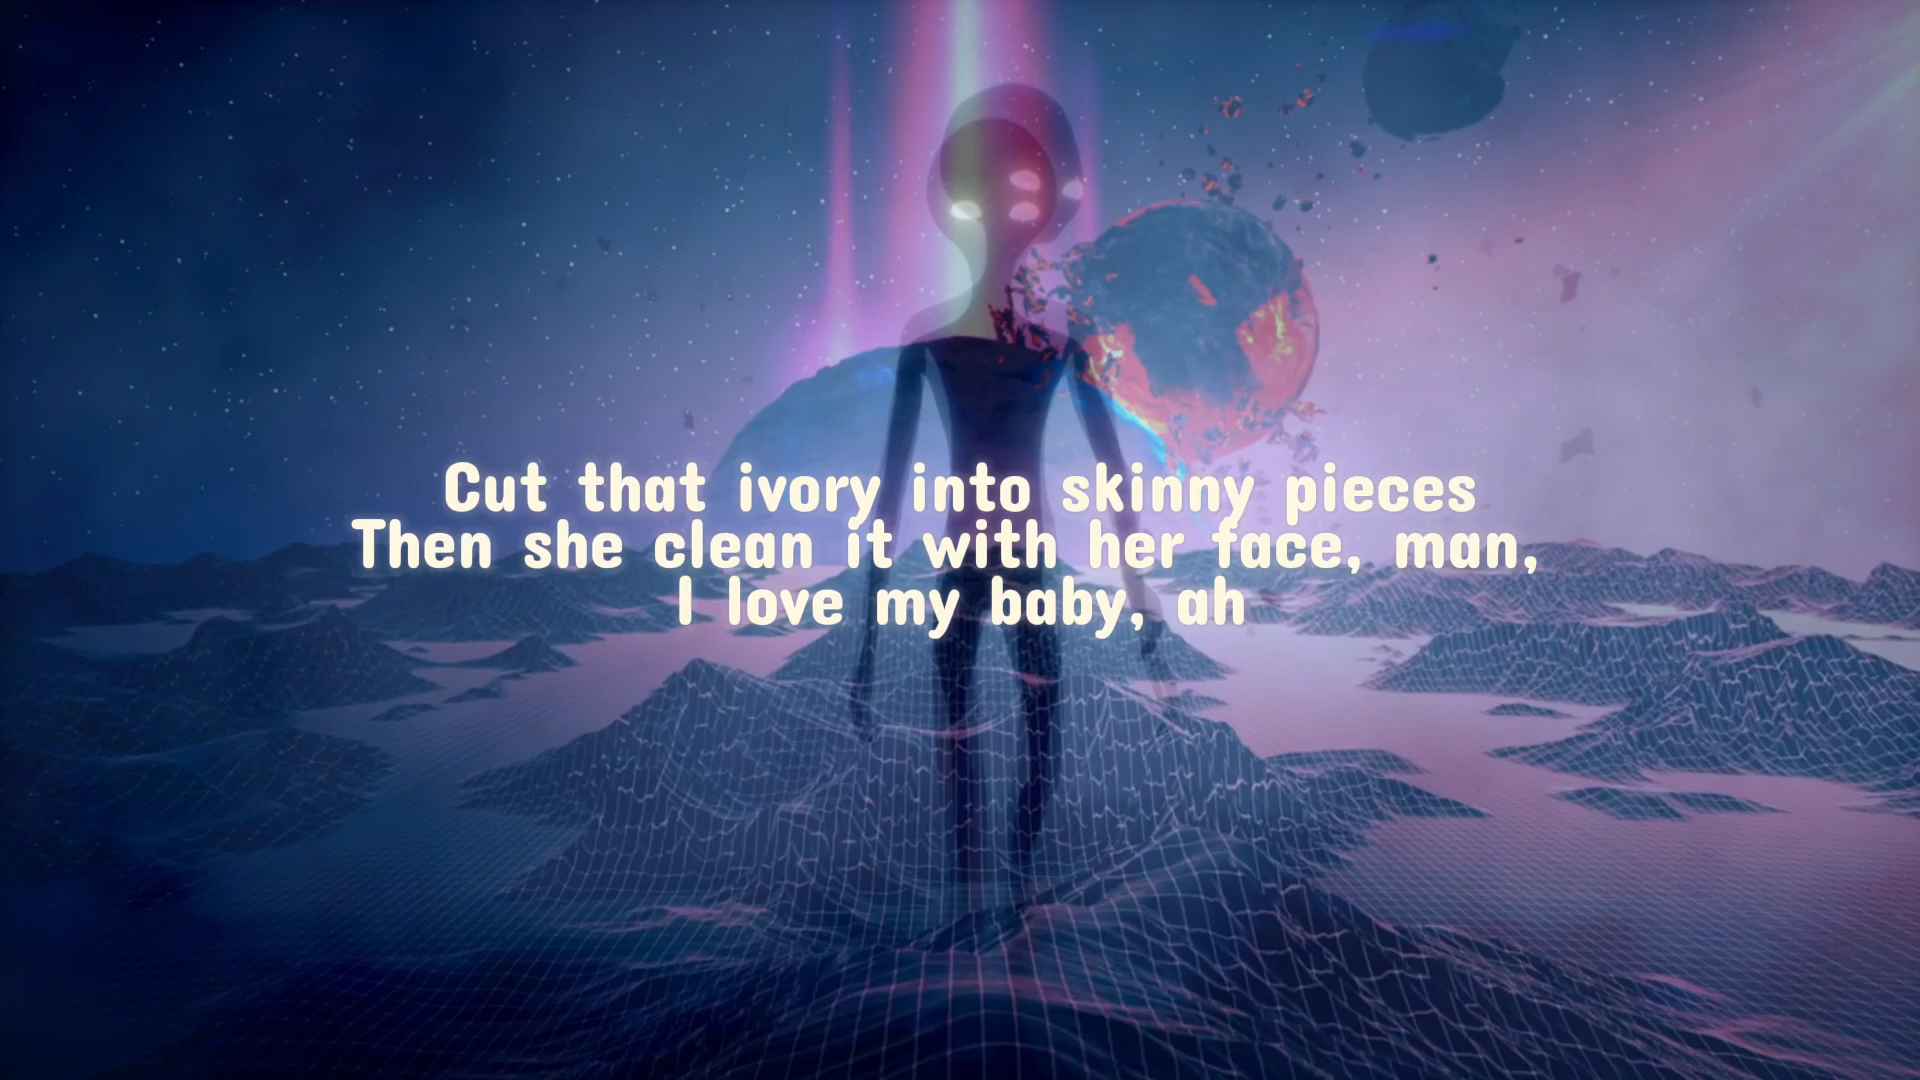 Cut that ivory into skinny pieces
Then she clean it with her face, man,
I love my baby, ah